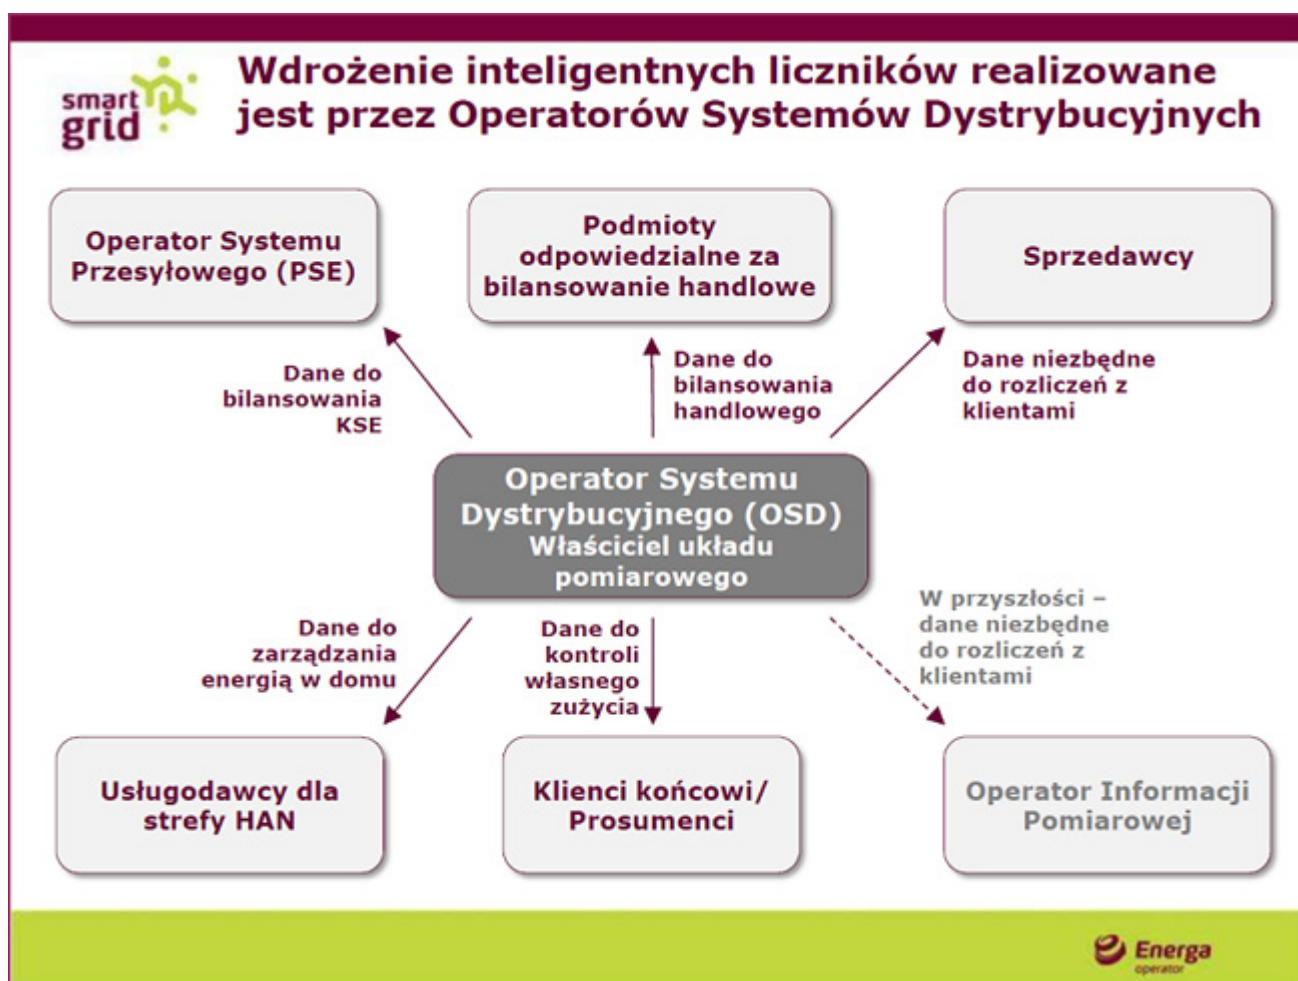 smart
grid
Wdrożenie inteligentnych liczników realizowane
jest przez Operatorów Systemów Dystrybucyjnych
Operator Systemu
Przesyłowego (PSE)
Podmioty
odpowiedzialne za
bilansowanie handlowe
Sprzedawcy
Dane do
bilansowania
KSE
Dane do
bilansowania
handlowego
Dane niezbędne
do rozliczeń z
klientami
Operator Systemu
Dystrybucyjnego (OSD)
Właściciel układu
pomiarowego
Dane do
zarządzania
energią w domu
Dane do
kontroli
własnego
zużycia
W przyszłości –
dane niezbędne
do rozliczeń z
klientami
Usługodawcy dla
strefy HAN
Klienci końcowi/
Prosumenci
Operator Informacji
Pomiarowej
Energa
operator